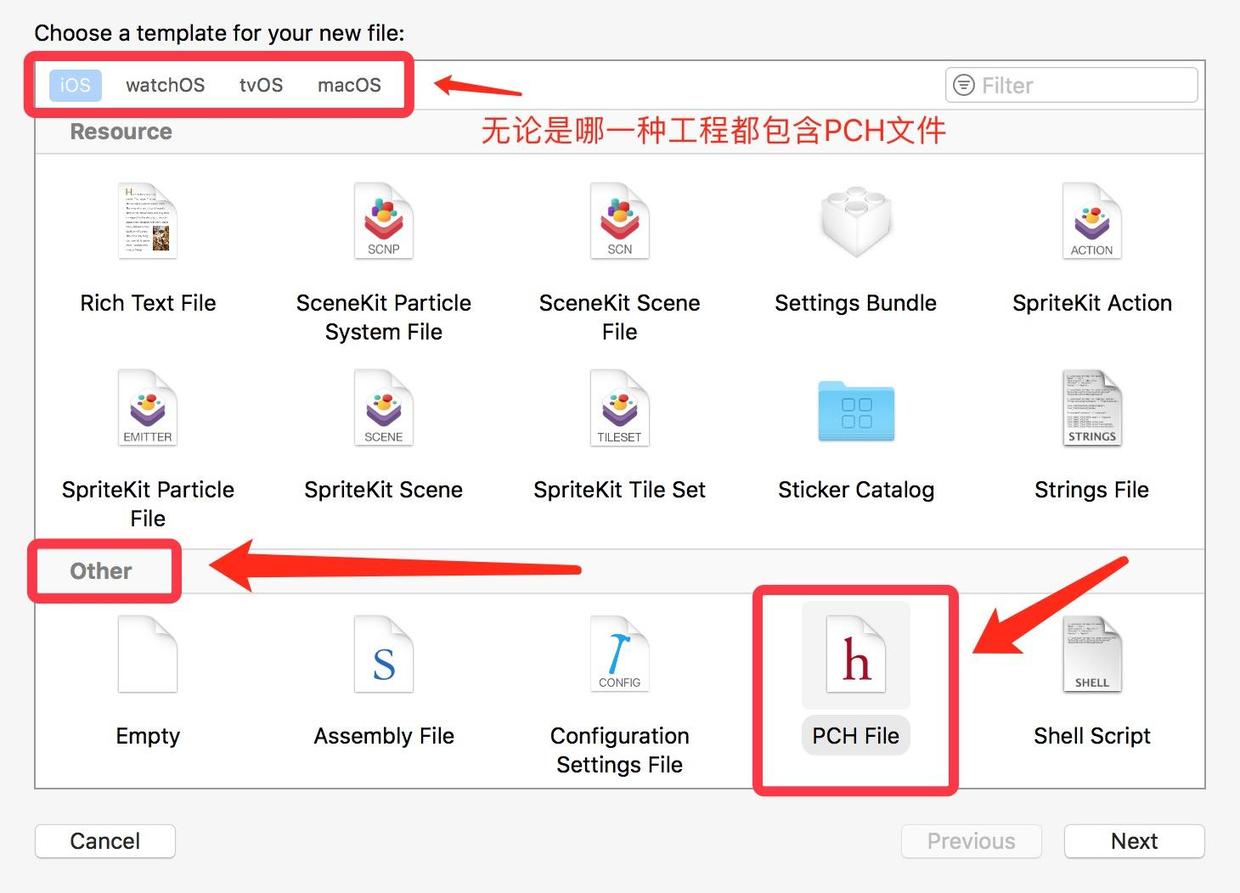 Choose a template for your new file:
iOS watchOS tvOS macOS
Filter
Resource
无论是哪一种工程都包含PCH文件
SCNP
SCN
ACTION
Rich Text File
SceneKit Particle
System File
SceneKit Scene
File
Settings Bundle
SpriteKit Action
EMITTER
SCENE
TILESET
STRINGS
SpriteKit Particle
File
SpriteKit Scene
SpriteKit Tile Set
Sticker Catalog
Strings File
Other
S
CONFIG
h
SHELL
Empty
Assembly File
Configuration
Settings File
PCH File
Shell Script
Cancel
Previous
Next